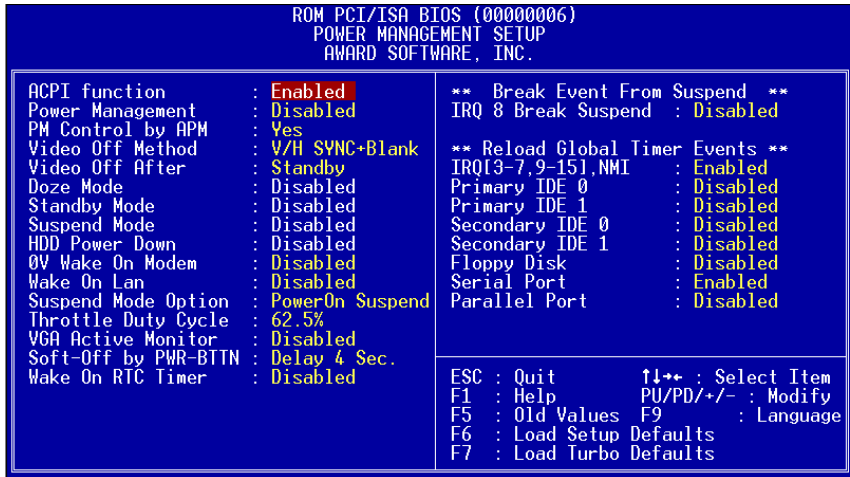 ROM PCI/ISA BIOS (00000006)
POWER MANAGEMENT SETUP
AWARD SOFTWARE, INC.
ACPI function : Enabled
Power Management : Disabled
PM Control by APM : Yes
Video Off Method : V/H SYNC+Blank
Video Off After : Standby
Doze Mode : Disabled
Standby Mode : Disabled
Suspend Mode : Disabled
HDD Power Down : Disabled
0V Wake On Modem : Disabled
Wake On Lan : Disabled
Suspend Mode Option : PowerOn Suspend
Throttle Duty Cycle : 62.5%
VGA Active Monitor : Disabled
Soft-Off by PWR-BTTN : Delay 4 Sec.
Wake On RTC Timer : Disabled
** Break Event From Suspend **
IRQ 8 Break Suspend : Disabled
** Reload Global Timer Events **
IRQ[3-7,9-15],NMI : Enabled
Primary IDE 0 : Disabled
Primary IDE 1 : Disabled
Secondary IDE 0 : Disabled
Secondary IDE 1 : Disabled
Floppy Disk : Disabled
Serial Port : Enabled
Parallel Port : Disabled
ESC : Quit ↑↓→← : Select Item
F1 : Help PU/PD/+/- : Modify
F5 : Old Values F9 : Language
F6 : Load Setup Defaults
F7 : Load Turbo Defaults